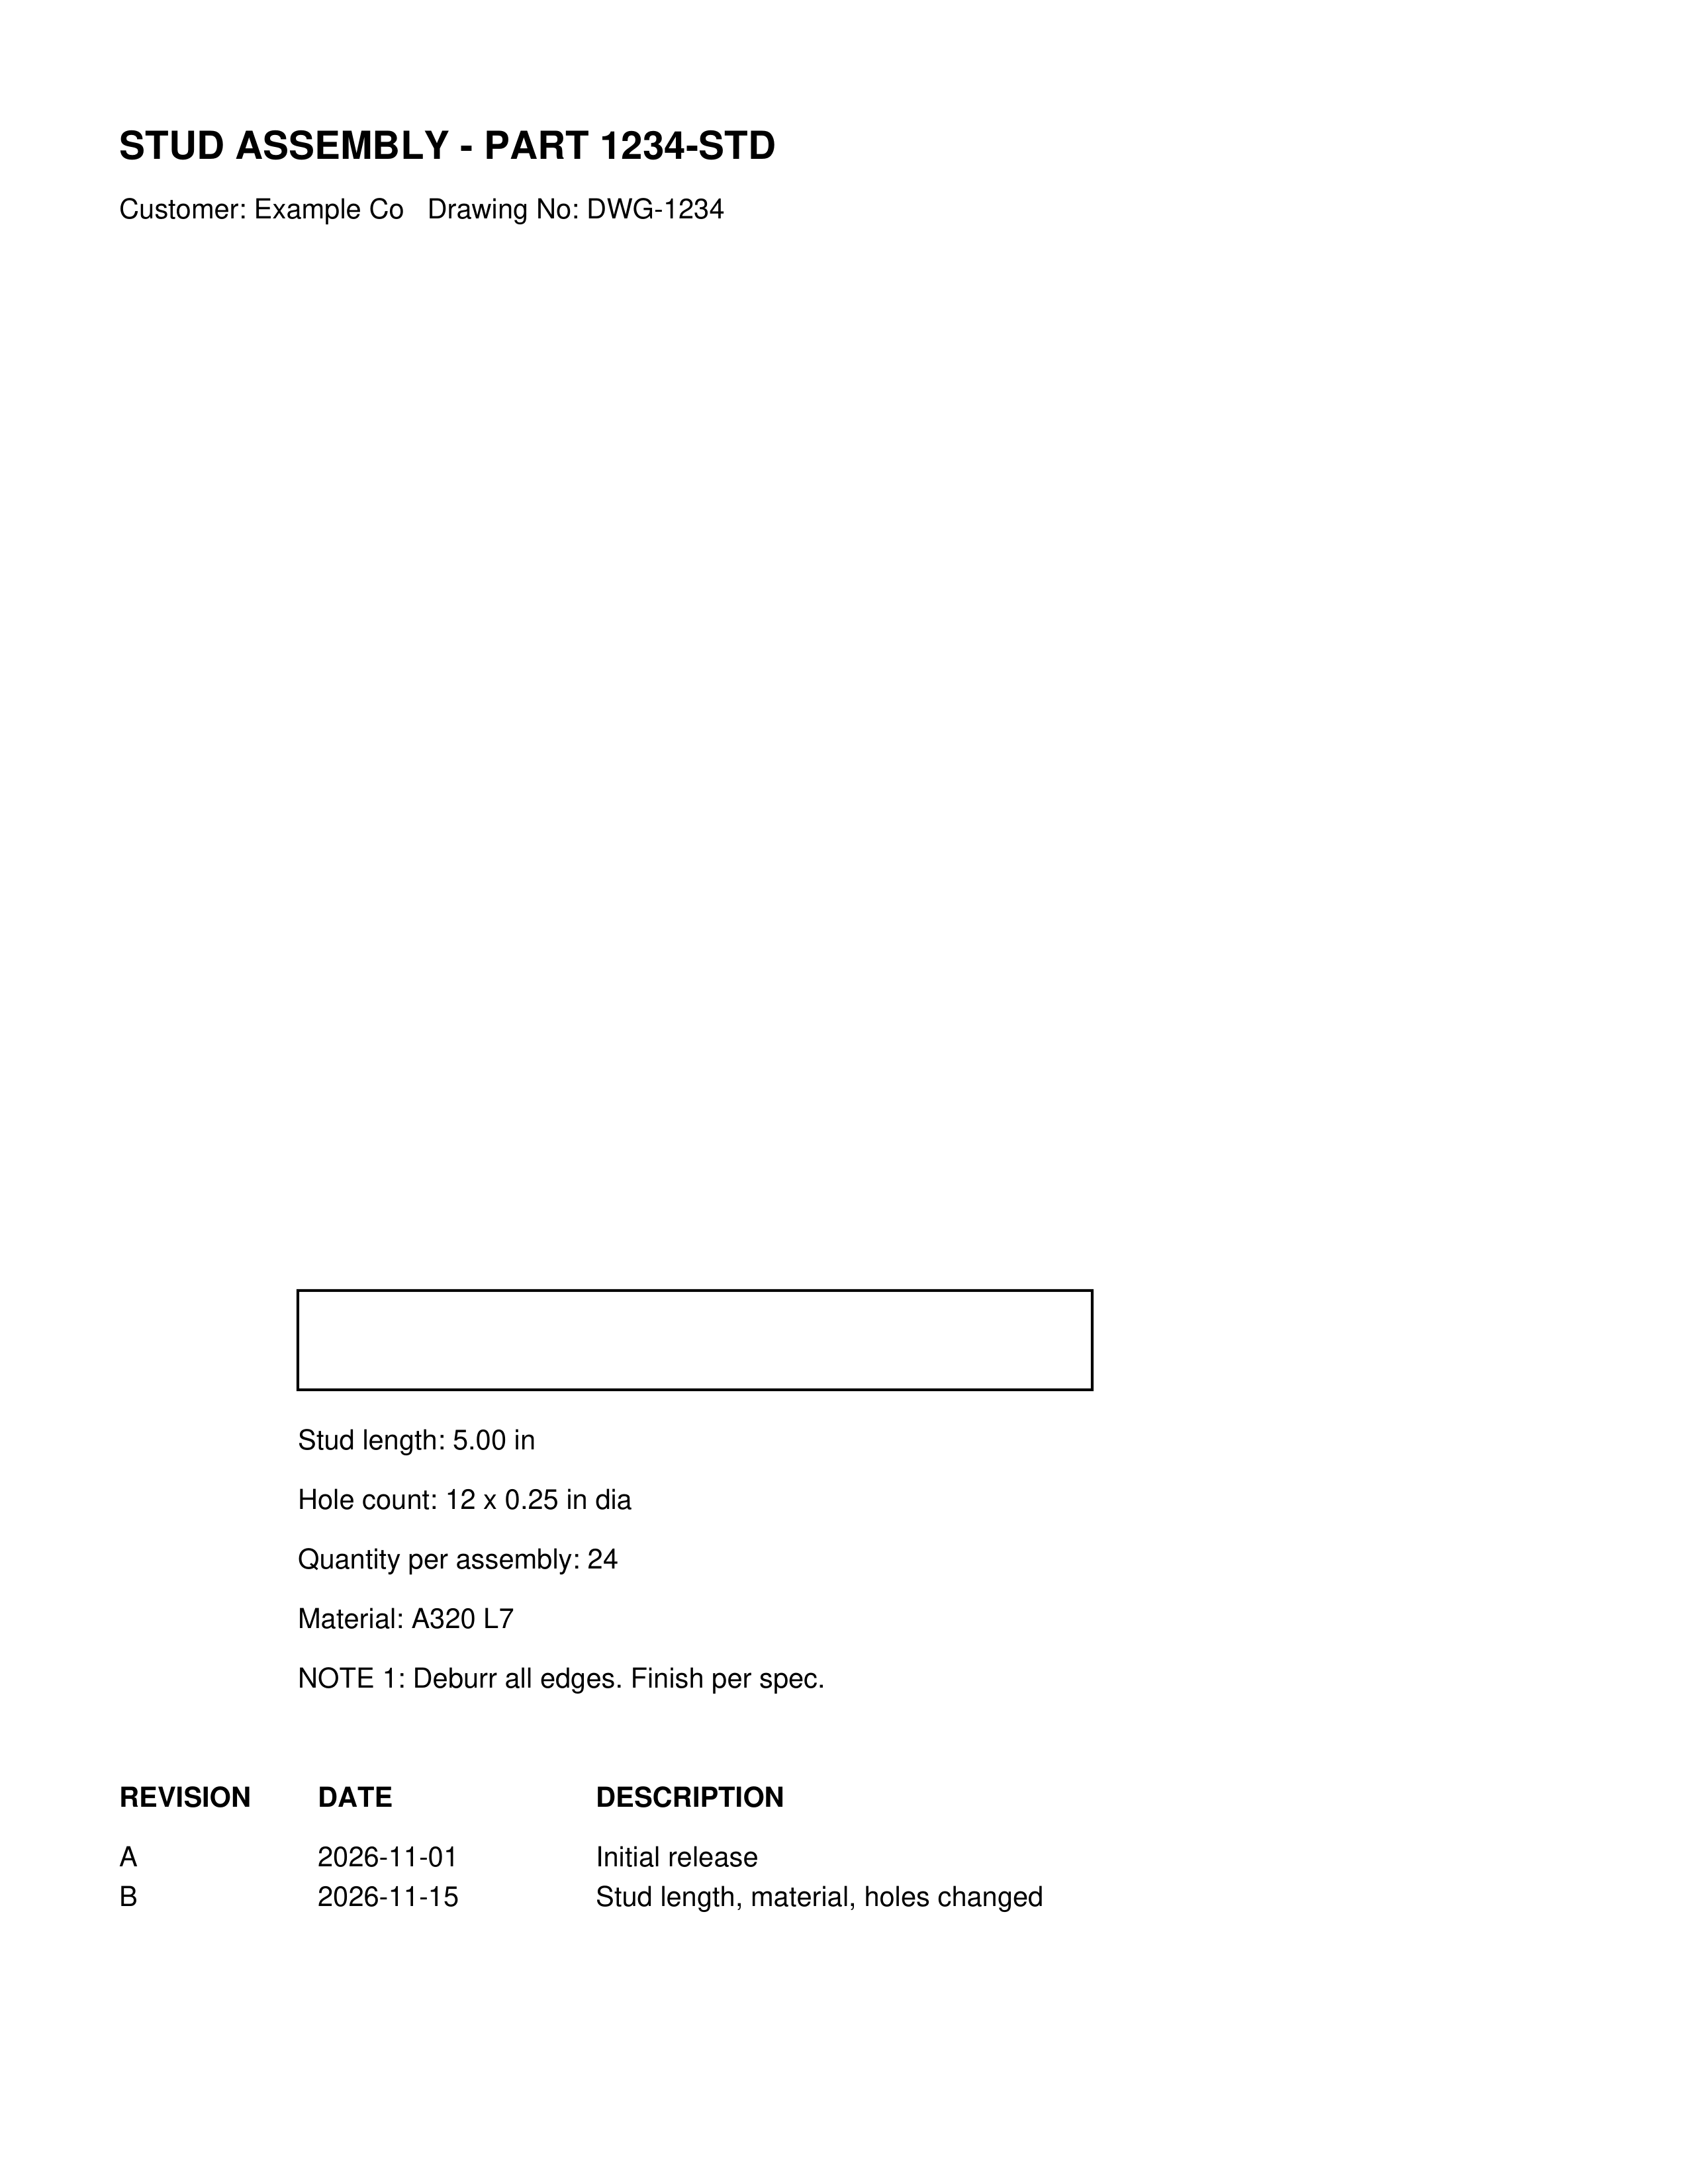 STUD ASSEMBLY - PART 1234-STD
Customer: Example Co   Drawing No: DWG-1234
Stud length: 5.00 in
Hole count: 12 x 0.25 in dia
Quantity per assembly: 24
Material: A320 L7
NOTE 1: Deburr all edges. Finish per spec.
REVISION DATE DESCRIPTION
A 2026-11-01 Initial release
B 2026-11-15 Stud length, material, holes changed